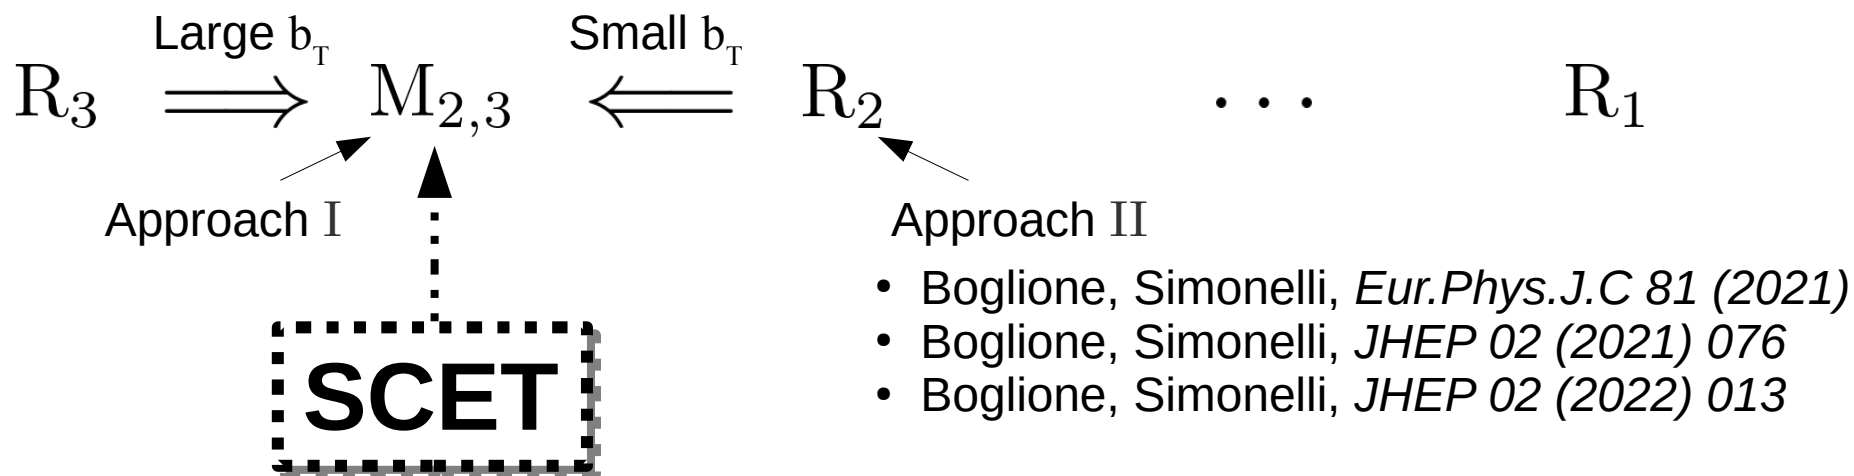 Large b_T Small b_T
R_3 ⟹ M_{2,3} ⟸ R_2 ... R_1
Approach I Approach II
• Boglione, Simonelli, Eur.Phys.J.C 81 (2021)
• Boglione, Simonelli, JHEP 02 (2021) 076
• Boglione, Simonelli, JHEP 02 (2022) 013
SCET